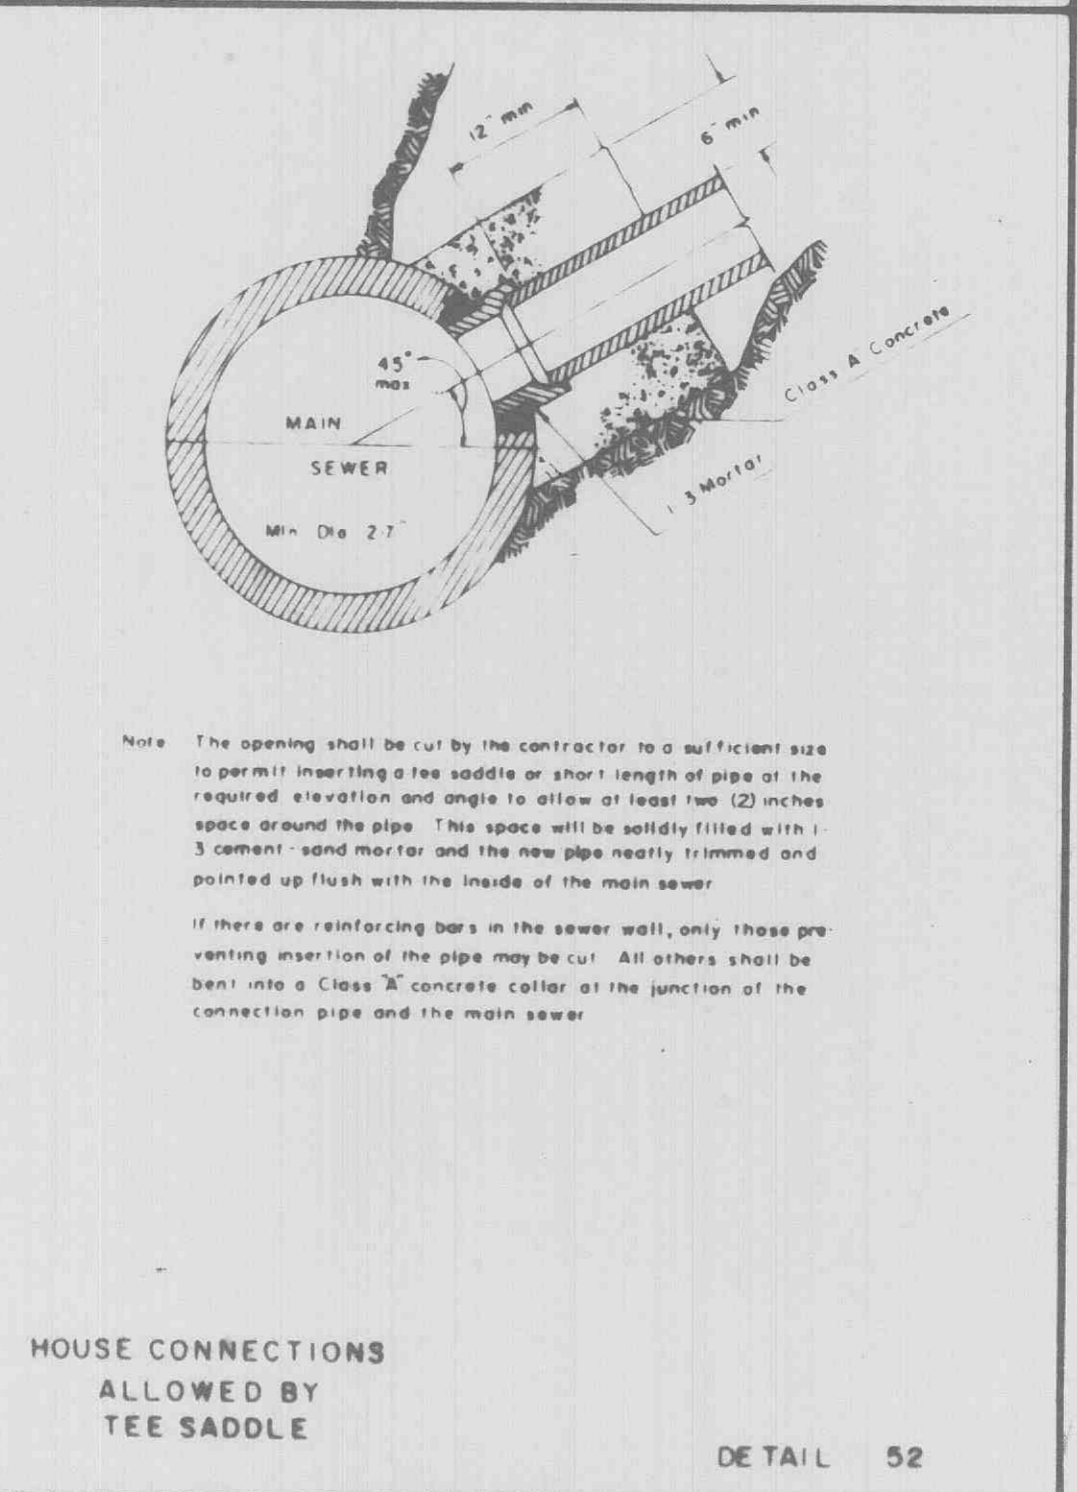 12" min
6" min
45°
max
MAIN
SEWER
Min Dia 27"
Class A Concrete
1-3 Mortar
Note The opening shall be cut by the contractor to a sufficient size
to permit inserting a tee saddle or short length of pipe at the
required elevation and angle to allow at least two (2) inches
space around the pipe This space will be solidly filled with 1-
3 cement-sand mortar and the new pipe neatly trimmed and
pointed up flush with the inside of the main sewer
If there are reinforcing bars in the sewer wall, only those pre-
venting insertion of the pipe may be cut All others shall be
bent into a Class "A" concrete collar at the junction of the
connection pipe and the main sewer
HOUSE CONNECTIONS
ALLOWED BY
TEE SADDLE
DETAIL 52